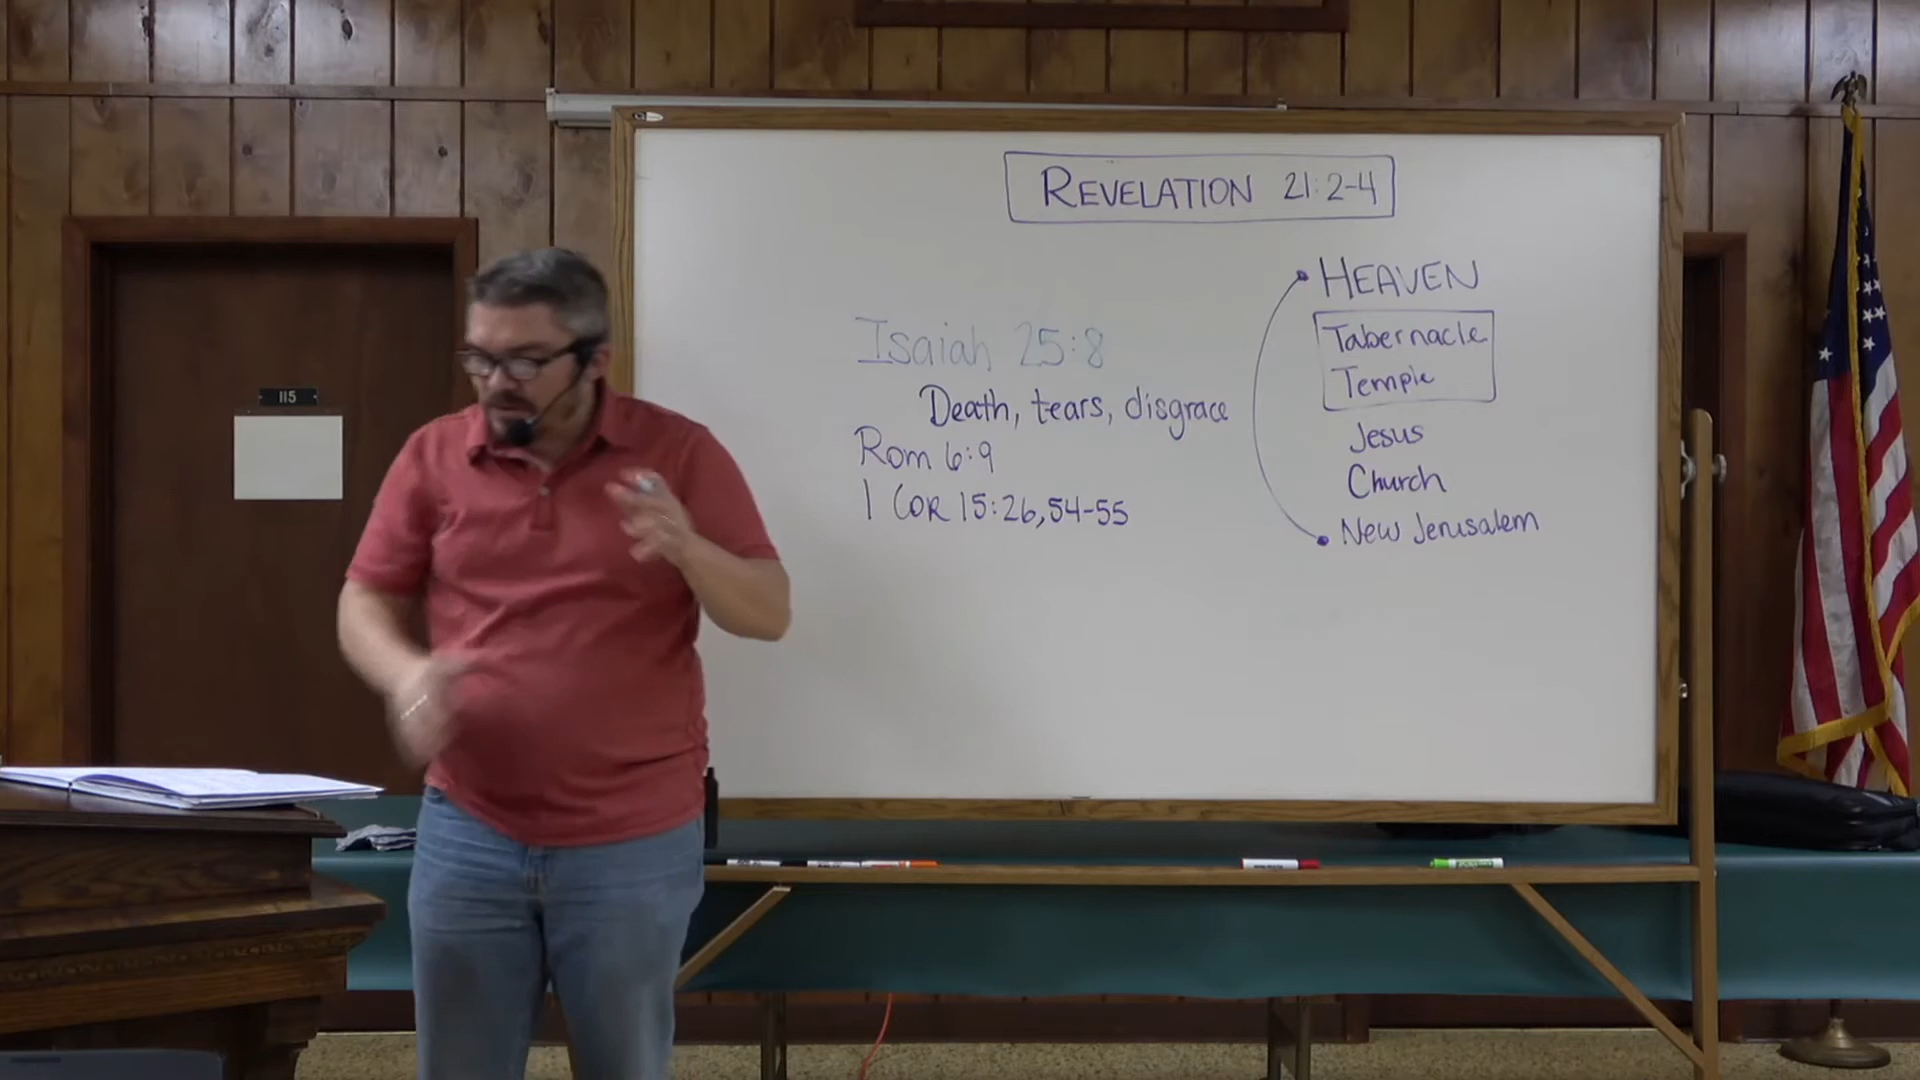 REVELATION 21:2-4
Isaiah 25:8
Death, tears, disgrace
Rom 6:9
1 COR 15:26,54-55
HEAVEN
Tabernacle
Temple
Jesus
Church
New Jerusalem
115